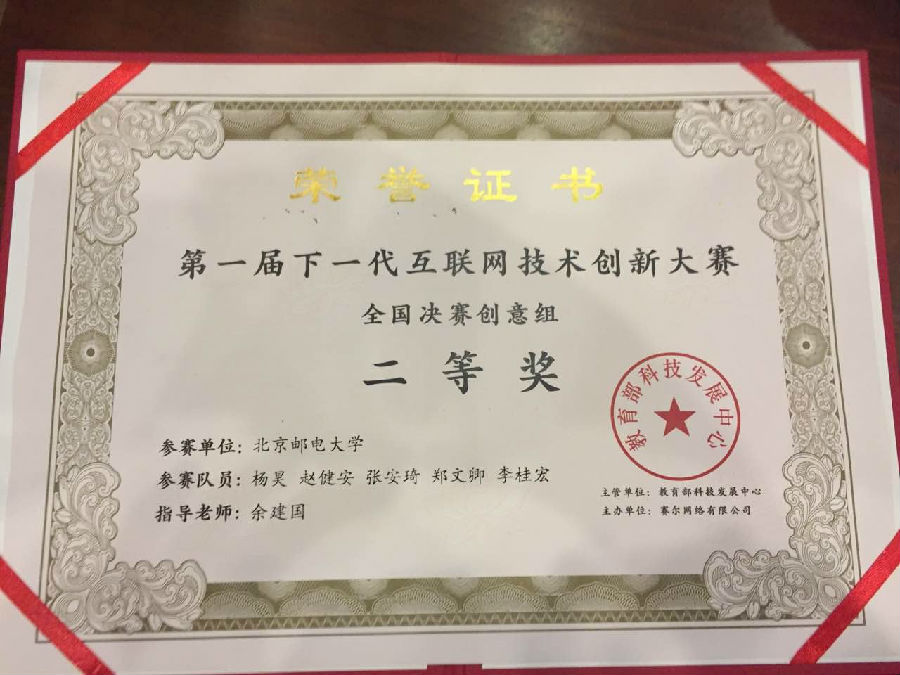 荣誉证书
第一届下一代互联网技术创新大赛
全国决赛创意组
二等奖
教育部科技发展中心
参赛单位：北京邮电大学
参赛队员：杨昊 赵健安 张安琦 郑文卿 李桂宏
指导老师：余建国
主管单位：教育部科技发展中心
主办单位：赛尔网络有限公司